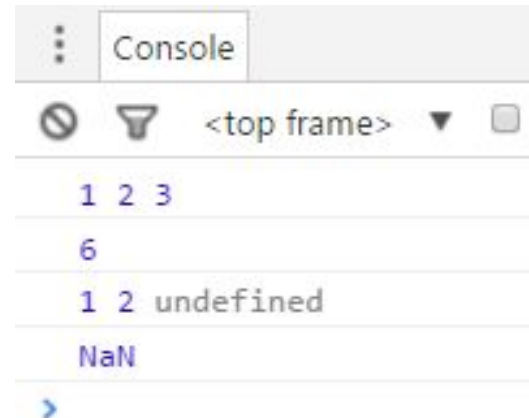 Console
<top frame>
1 2 3
6
1 2 undefined
NaN